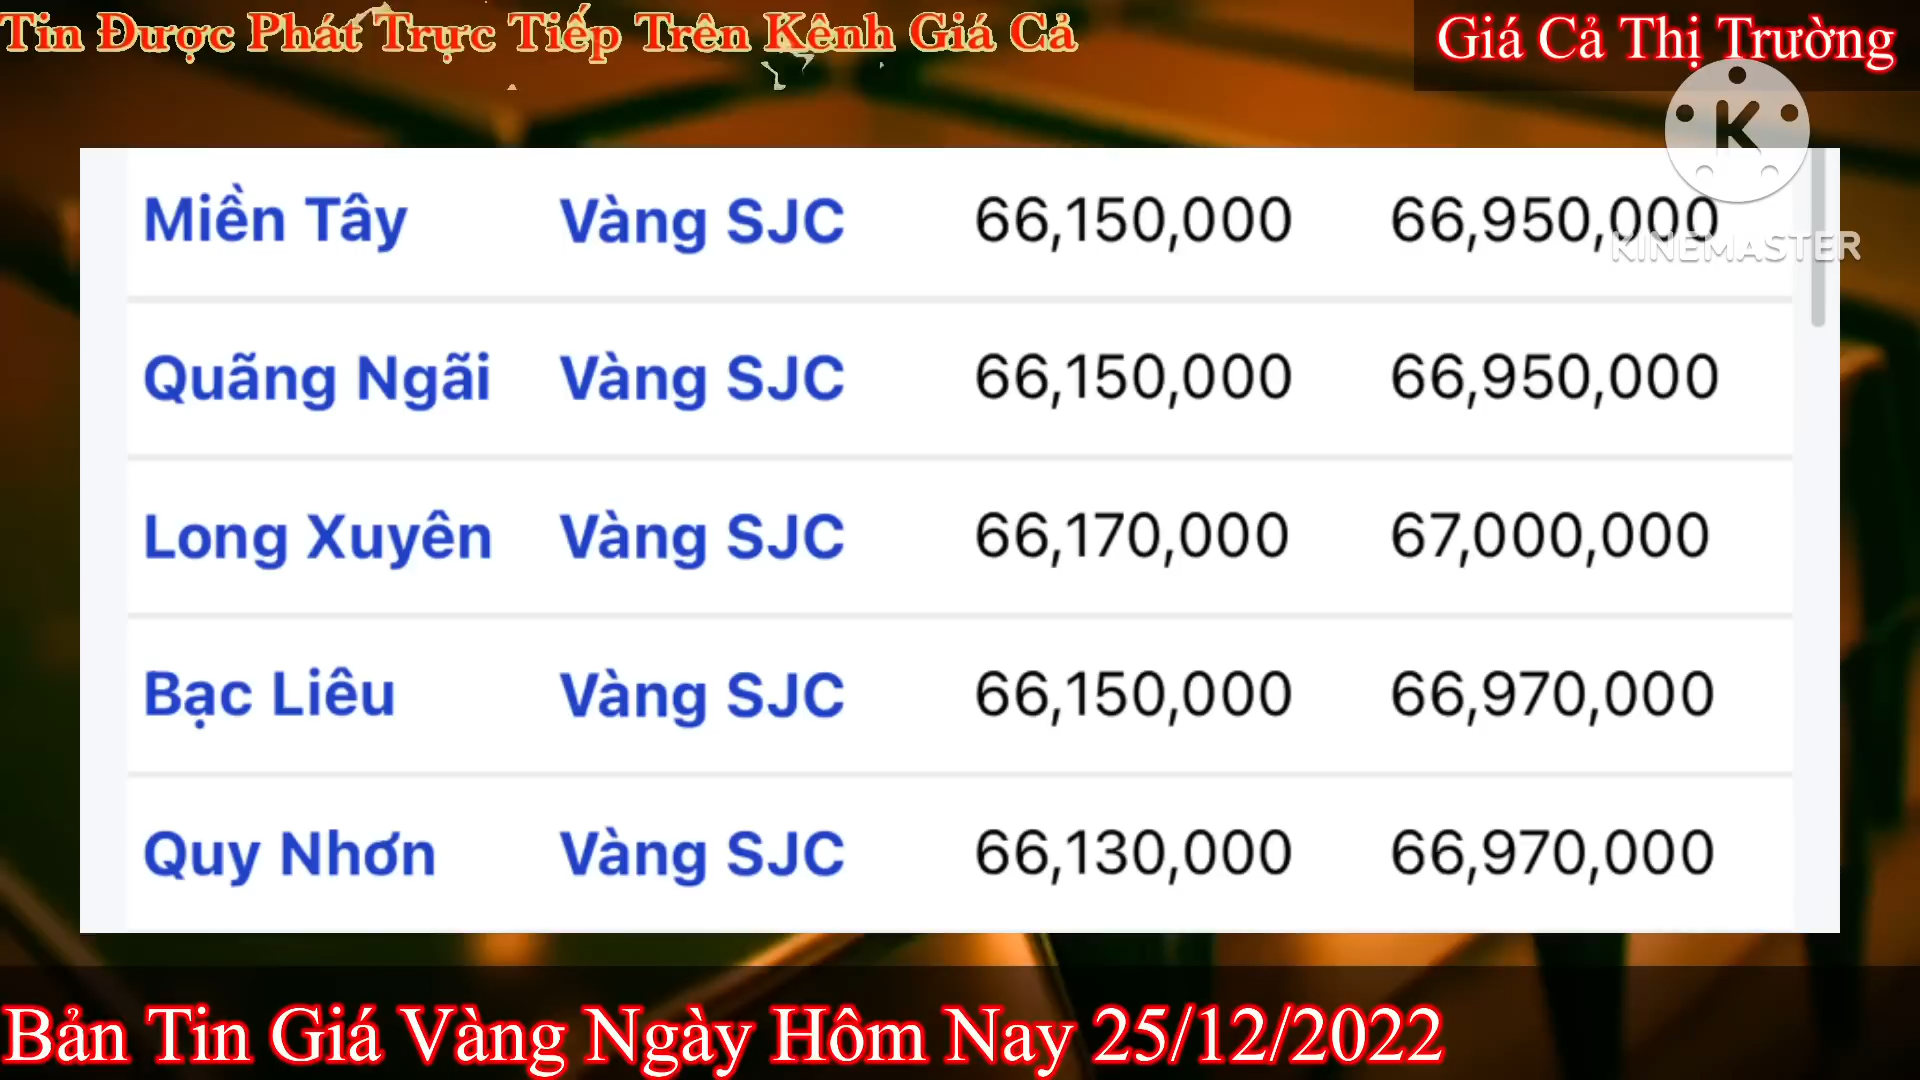 Tin Được Phát Trực Tiếp Trên Kênh Giá Cả
Giá Cả Thị Trường
K
KINEMASTER
Miền Tây Vàng SJC 66,150,000 66,950,000
Quãng Ngãi Vàng SJC 66,150,000 66,950,000
Long Xuyên Vàng SJC 66,170,000 67,000,000
Bạc Liêu Vàng SJC 66,150,000 66,970,000
Quy Nhơn Vàng SJC 66,130,000 66,970,000
Bản Tin Giá Vàng Ngày Hôm Nay 25/12/2022